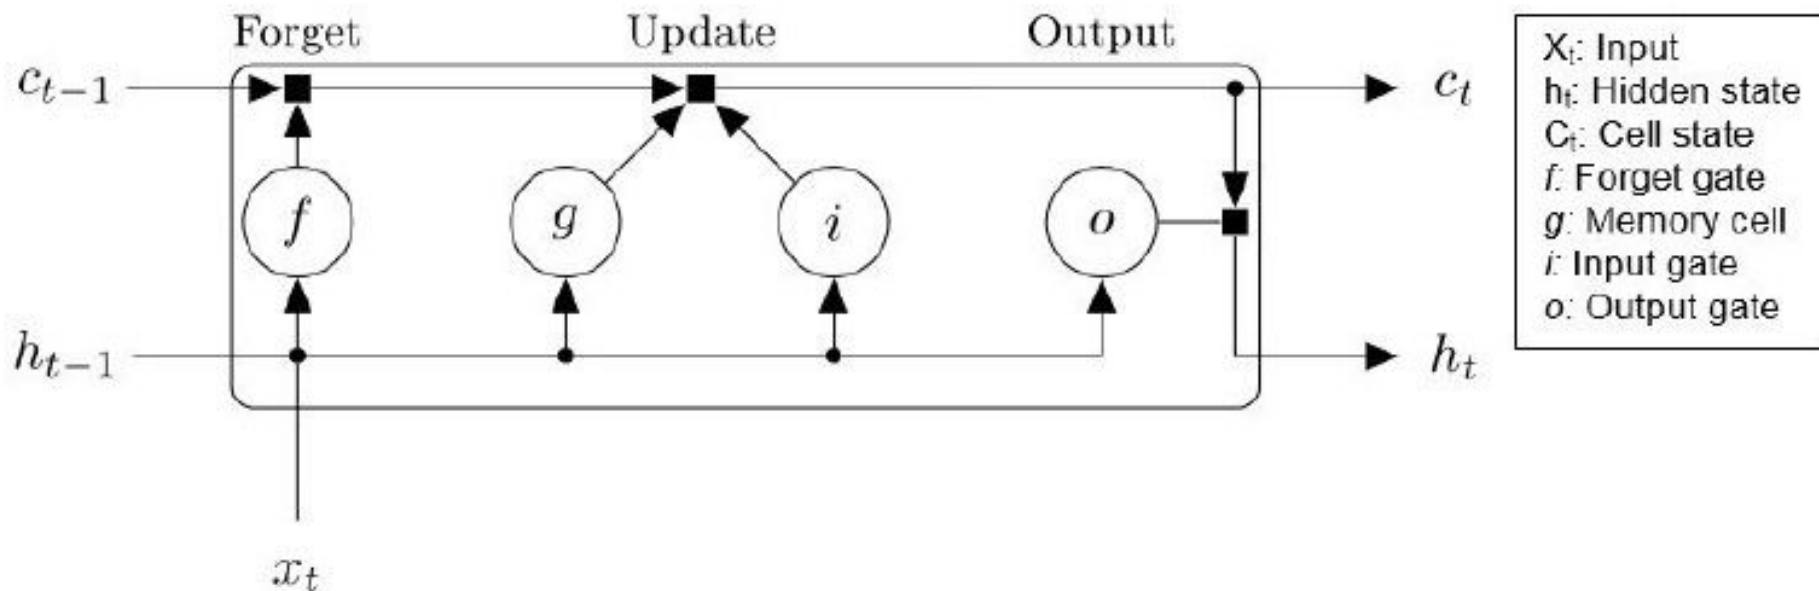 Forget Update Output
c_{t-1} c_t
f g i o
h_{t-1} h_t
x_t
X_t: Input
h_t: Hidden state
C_t: Cell state
f: Forget gate
g: Memory cell
i: Input gate
o: Output gate